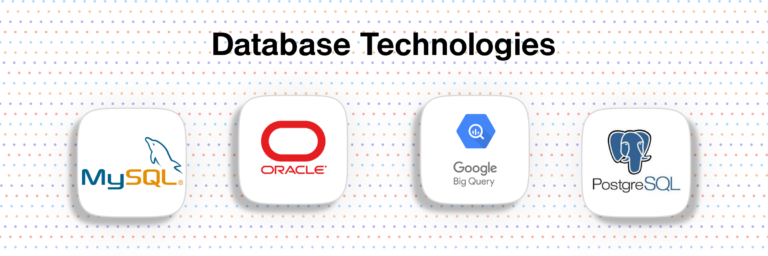 Database Technologies
MySQL®
ORACLE®
Google
Big Query
PostgreSQL